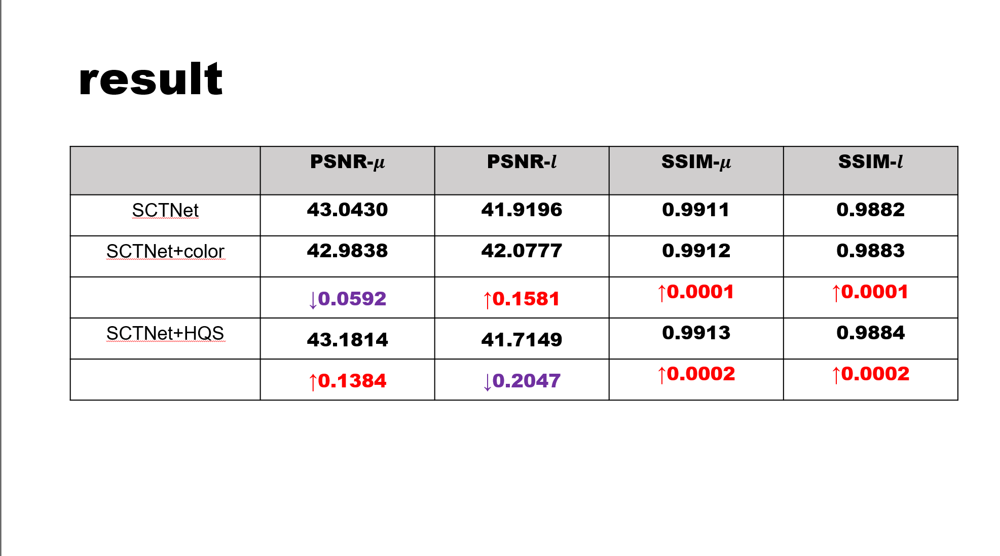 result
PSNR-μ PSNR-l SSIM-μ SSIM-l
SCTNet 43.0430 41.9196 0.9911 0.9882
SCTNet+color 42.9838 42.0777 0.9912 0.9883
↓0.0592 ↑0.1581 ↑0.0001 ↑0.0001
SCTNet+HQS 43.1814 41.7149 0.9913 0.9884
↑0.1384 ↓0.2047 ↑0.0002 ↑0.0002